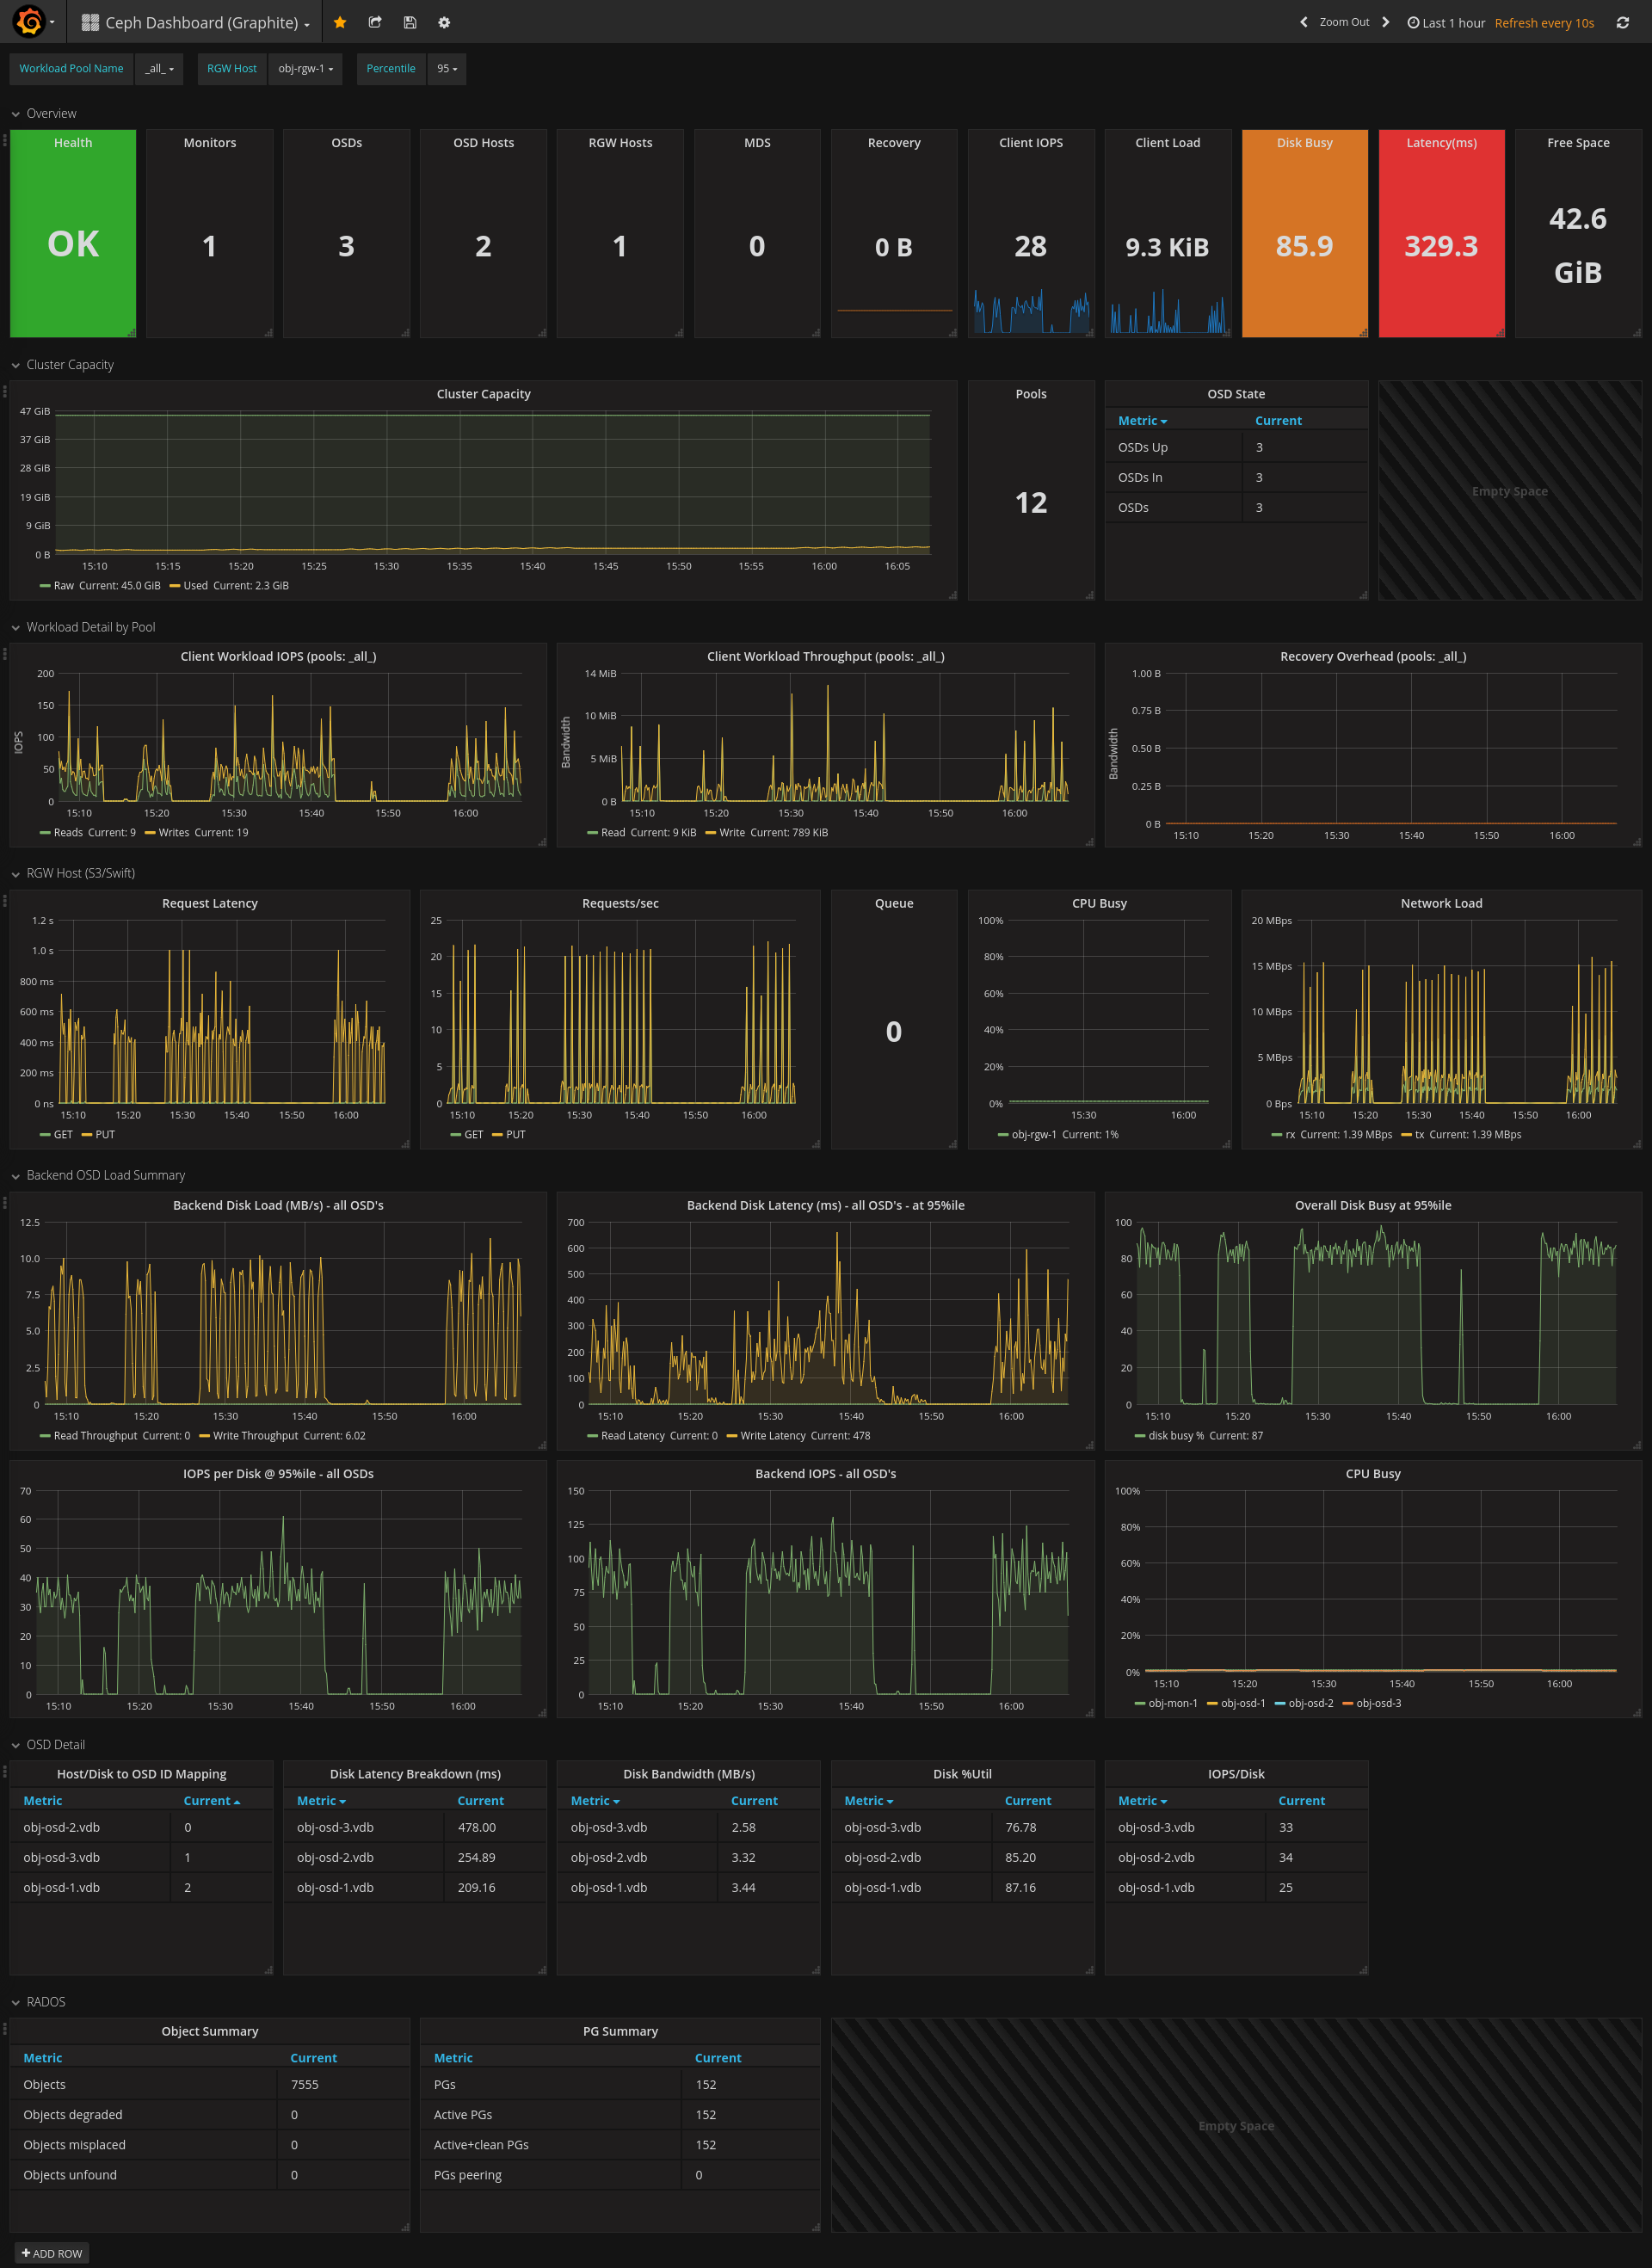 Ceph Dashboard (Graphite)
Zoom Out
Last 1 hour Refresh every 10s
Workload Pool Name _all_ RGW Host obj-rgw-1 Percentile 95
Overview
Health Monitors OSDs OSD Hosts RGW Hosts MDS Recovery Client IOPS Client Load Disk Busy Latency(ms) Free Space
OK 1 3 2 1 0 0 B 28 9.3 KiB 85.9 329.3 42.6 GiB
Cluster Capacity
Cluster Capacity
47 GiB
37 GiB
28 GiB
19 GiB
9 GiB
0 B
15:10 15:15 15:20 15:25 15:30 15:35 15:40 15:45 15:50 15:55 16:00 16:05
Raw Current: 45.0 GiB Used Current: 2.3 GiB
Pools
12
OSD State
Metric Current
OSDs Up 3
OSDs In 3
OSDs 3
Empty Space
Workload Detail by Pool
Client Workload IOPS (pools: _all_)
IOPS
200
150
100
50
0
15:10 15:20 15:30 15:40 15:50 16:00
Reads Current: 9 Writes Current: 19
Client Workload Throughput (pools: _all_)
Bandwidth
14 MiB
10 MiB
5 MiB
0 B
15:10 15:20 15:30 15:40 15:50 16:00
Read Current: 9 KiB Write Current: 789 KiB
Recovery Overhead (pools: _all_)
Bandwidth
1.00 B
0.75 B
0.50 B
0.25 B
0 B
15:10 15:20 15:30 15:40 15:50 16:00
RGW Host (S3/Swift)
Request Latency
1.2 s
1.0 s
800 ms
600 ms
400 ms
200 ms
0 ns
15:10 15:20 15:30 15:40 15:50 16:00
GET PUT
Requests/sec
25
20
15
10
5
0
15:10 15:20 15:30 15:40 15:50 16:00
GET PUT
Queue
0
CPU Busy
100%
80%
60%
40%
20%
0%
15:30 16:00
obj-rgw-1 Current: 1%
Network Load
20 MBps
15 MBps
10 MBps
5 MBps
0 Bps
15:10 15:20 15:30 15:40 15:50 16:00
rx Current: 1.39 MBps tx Current: 1.39 MBps
Backend OSD Load Summary
Backend Disk Load (MB/s) - all OSD's
12.5
10.0
7.5
5.0
2.5
0
15:10 15:20 15:30 15:40 15:50 16:00
Read Throughput Current: 0 Write Throughput Current: 6.02
Backend Disk Latency (ms) - all OSD's - at 95%ile
700
600
500
400
300
200
100
0
15:10 15:20 15:30 15:40 15:50 16:00
Read Latency Current: 0 Write Latency Current: 478
Overall Disk Busy at 95%ile
100
80
60
40
20
0
15:10 15:20 15:30 15:40 15:50 16:00
disk busy % Current: 87
IOPS per Disk @ 95%ile - all OSDs
70
60
50
40
30
20
10
0
15:10 15:20 15:30 15:40 15:50 16:00
Backend IOPS - all OSD's
150
125
100
75
50
25
0
15:10 15:20 15:30 15:40 15:50 16:00
CPU Busy
100%
80%
60%
40%
20%
0%
15:10 15:20 15:30 15:40 15:50 16:00
obj-mon-1 obj-osd-1 obj-osd-2 obj-osd-3
OSD Detail
Host/Disk to OSD ID Mapping
Metric Current
obj-osd-2.vdb 0
obj-osd-3.vdb 1
obj-osd-1.vdb 2
Disk Latency Breakdown (ms)
Metric Current
obj-osd-3.vdb 478.00
obj-osd-2.vdb 254.89
obj-osd-1.vdb 209.16
Disk Bandwidth (MB/s)
Metric Current
obj-osd-3.vdb 2.58
obj-osd-2.vdb 3.32
obj-osd-1.vdb 3.44
Disk %Util
Metric Current
obj-osd-3.vdb 76.78
obj-osd-2.vdb 85.20
obj-osd-1.vdb 87.16
IOPS/Disk
Metric Current
obj-osd-3.vdb 33
obj-osd-2.vdb 34
obj-osd-1.vdb 25
RADOS
Object Summary
Metric Current
Objects 7555
Objects degraded 0
Objects misplaced 0
Objects unfound 0
PG Summary
Metric Current
PGs 152
Active PGs 152
Active+clean PGs 152
PGs peering 0
Empty Space
+ ADD ROW